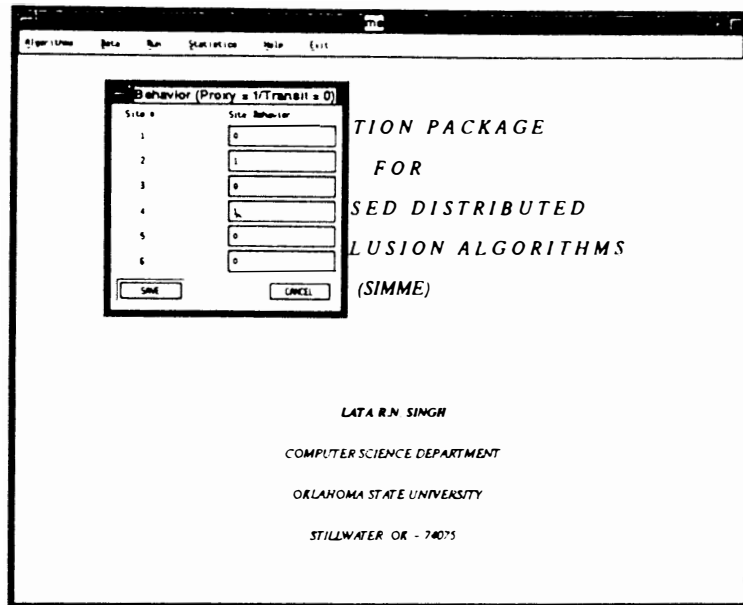 me
Algorithms Data Run Statistics Help Exit
Behavior (Proxy = 1/Transit = 0)
Site # Site Behavior
1 0
2 1
3 0
4 1
5 0
6 0
SAVE CANCEL
TION PACKAGE
FOR
SED DISTRIBUTED
LUSION ALGORITHMS
(SIMME)
LATA R.N. SINGH
COMPUTER SCIENCE DEPARTMENT
OKLAHOMA STATE UNIVERSITY
STILLWATER OK - 74075